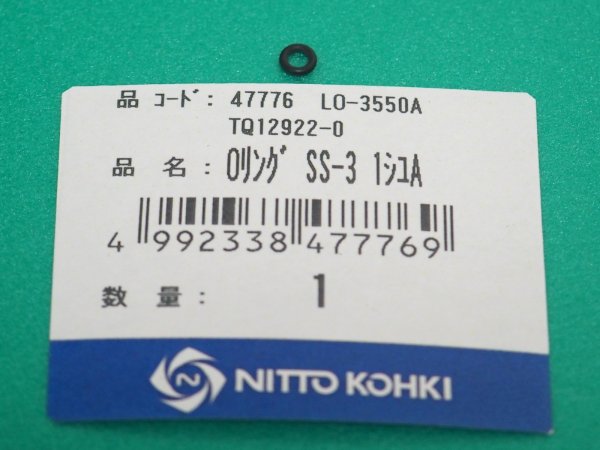 品 コード: 47776 LO-3550A
TQ12922-0
品 名: Oリング SS-3 1シュA
4 992338 477769
数 量: 1
NITTO KOHKI